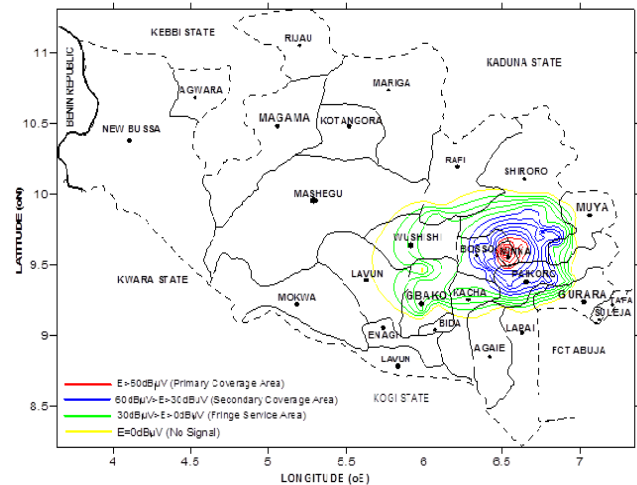 KEBBI STATE
RIJAU
KADUNA STATE
BENIN REPUBLIC
AGWARA
MARIGA
NEW BUSSA
MAGAMA
KOTANGORA
RAFI
SHIRORO
MASHEGU
MUYA
WUSHISHI
BOSSO
MINNA
KWARA STATE
LAVUN
PAIKORO
MOKWA
GBAKO
KACHA
GURARA
TAFA
SULEJA
ENAGI
BIDA
LAPAI
AGAIE
FCT ABUJA
LAVUN
KOGI STATE
E>60dBµV (Primary Coverage Area)
60dBµV>E>30dBµV (Secondary Coverage Area)
30dBµV>E>0dBµV (Fringe Service Area)
E=0dBµV (No Signal)
11
10.5
10
9.5
9
8.5
LATITUDE (oN)
4
4.5
5
5.5
6
6.5
7
LONGITUDE (oE)